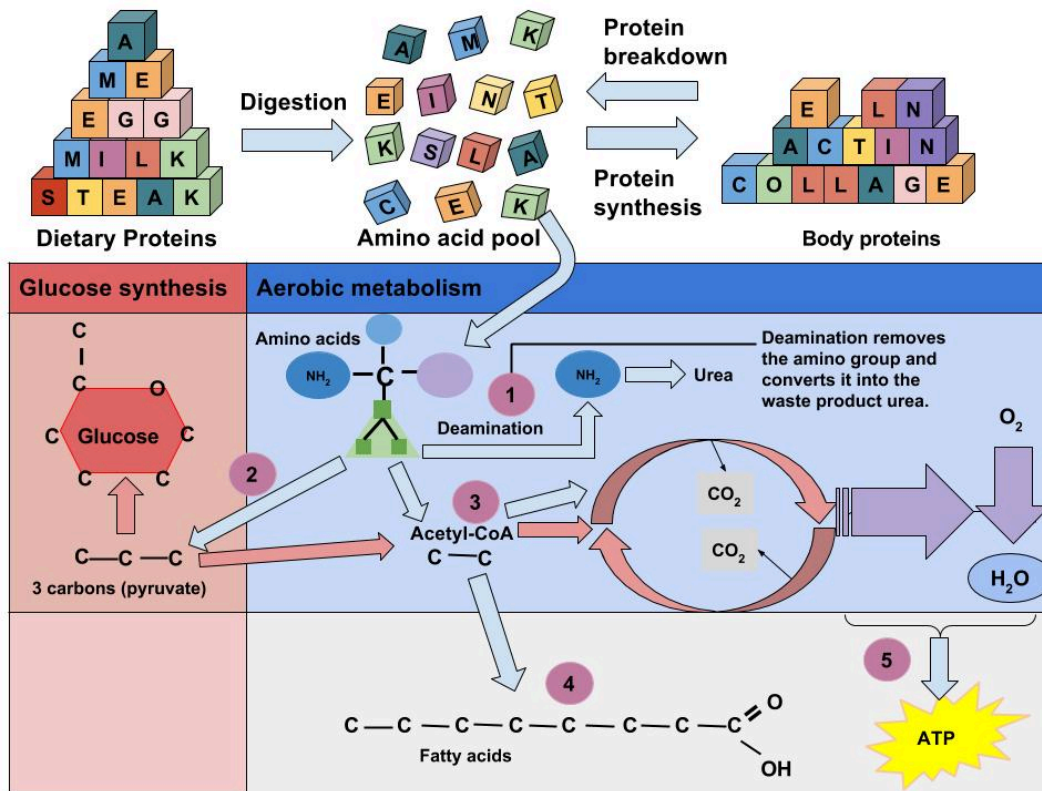 A
M E
E G G
M I L K
S T E A K
Dietary Proteins
Digestion
A M K
E I N T
K S L A
C E K
Amino acid pool
Protein
breakdown
Protein
synthesis
E L N
A C T I N
C O L L A G E
Body proteins
Glucose synthesis
Aerobic metabolism
C
C
O
C
Glucose
C
C
C
2
C C C
3 carbons (pyruvate)
Amino acids
NH₂
C
1
Deamination
NH₂
Urea
Deamination removes
the amino group and
converts it into the
waste product urea.
O₂
3
Acetyl-CoA
C C
CO₂
CO₂
H₂O
4
C C C C C C C C
O
OH
Fatty acids
5
ATP